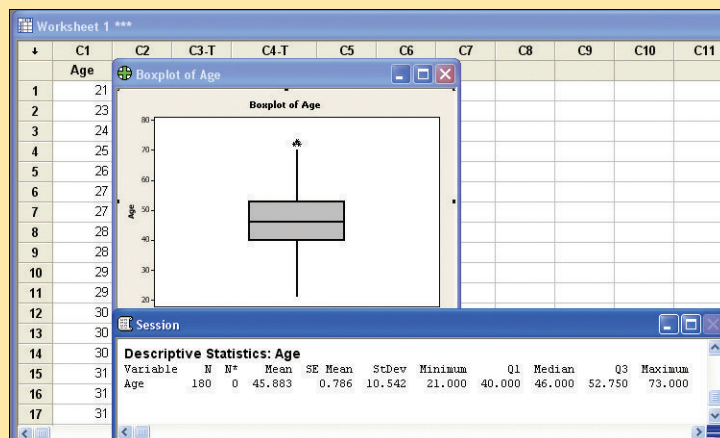 Worksheet 1 ***
C1 C2 C3-T C4-T C5 C6 C7 C8 C9 C10 C11
Age
1 21
2 23
3 24
4 25
5 26
6 27
7 27
8 28
9 28
10 29
11 29
12 30
13 30
14 30
15 31
16 31
17 31
Boxplot of Age
Boxplot of Age
80
70
60
50
40
30
20
Age
Session
Descriptive Statistics: Age
Variable N N* Mean SE Mean StDev Minimum Q1 Median Q3 Maximum
Age 180 0 45.883 0.786 10.542 21.000 40.000 46.000 52.750 73.000